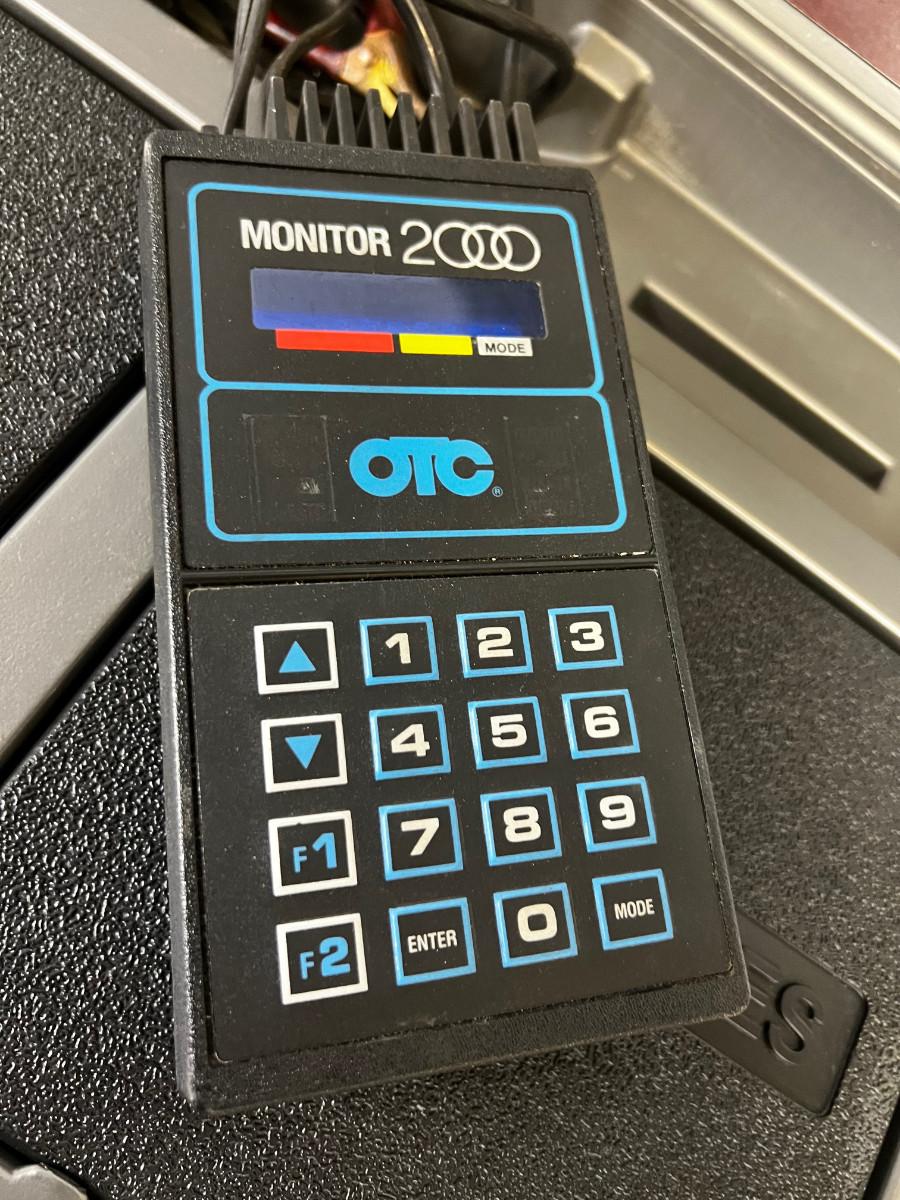 MONITOR 2000
MODE
OTC®
▲ 1 2 3
▼ 4 5 6
F1 7 8 9
F2 ENTER 0 MODE
S